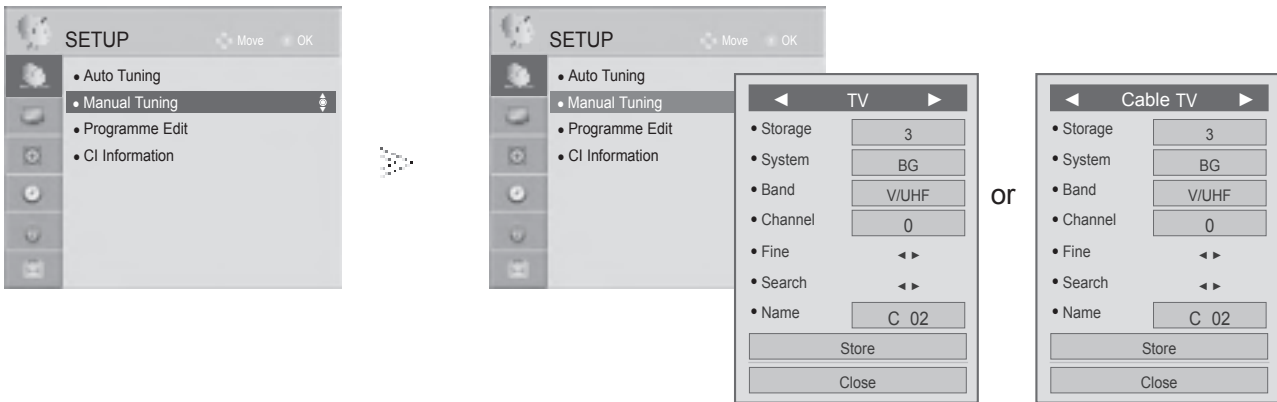 SETUP
Move OK
• Auto Tuning
• Manual Tuning
• Programme Edit
• CI Information
SETUP
Move OK
• Auto Tuning
• Manual Tuning
• Programme Edit
• CI Information
◄ TV ►
• Storage 3
• System BG
• Band V/UHF
• Channel 0
• Fine ◄ ►
• Search ◄ ►
• Name C 02
Store
Close
or
◄ Cable TV ►
• Storage 3
• System BG
• Band V/UHF
• Channel 0
• Fine ◄ ►
• Search ◄ ►
• Name C 02
Store
Close